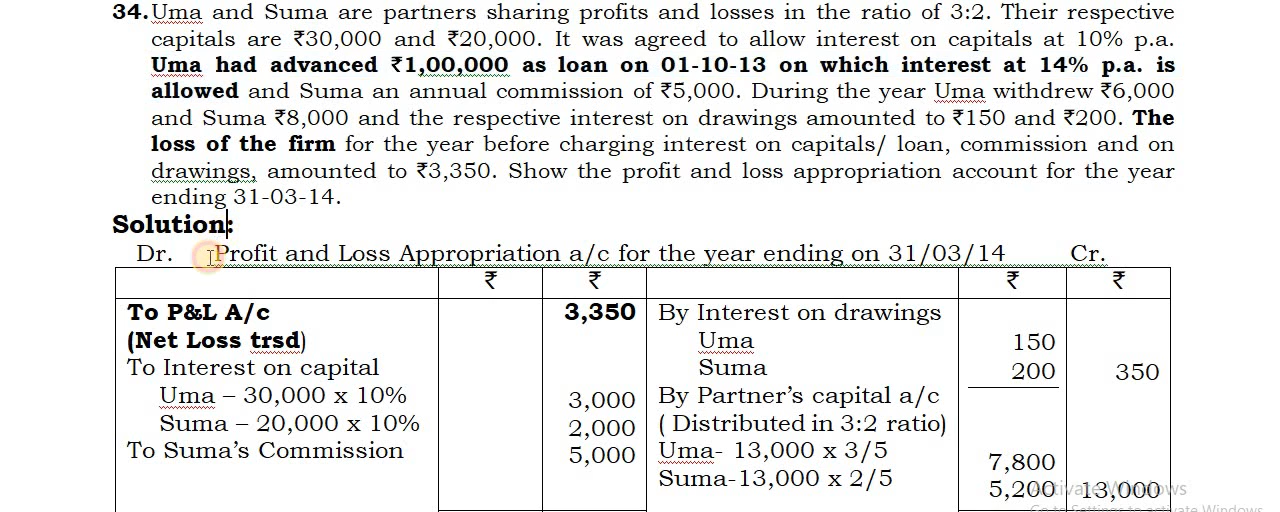 34. Uma and Suma are partners sharing profits and losses in the ratio of 3:2. Their respective
capitals are ₹30,000 and ₹20,000. It was agreed to allow interest on capitals at 10% p.a.
Uma had advanced ₹1,00,000 as loan on 01-10-13 on which interest at 14% p.a. is
allowed and Suma an annual commission of ₹5,000. During the year Uma withdrew ₹6,000
and Suma ₹8,000 and the respective interest on drawings amounted to ₹150 and ₹200. The
loss of the firm for the year before charging interest on capitals/ loan, commission and on
drawings, amounted to ₹3,350. Show the profit and loss appropriation account for the year
ending 31-03-14.
Solution:
Dr. Profit and Loss Appropriation a/c for the year ending on 31/03/14 Cr.
₹ ₹ ₹ ₹
To P&L A/c 3,350 By Interest on drawings
(Net Loss trsd) Uma 150
To Interest on capital Suma 200 350
Uma – 30,000 x 10% 3,000 By Partner's capital a/c
Suma – 20,000 x 10% 2,000 ( Distributed in 3:2 ratio)
To Suma's Commission 5,000 Uma- 13,000 x 3/5 7,800
Suma-13,000 x 2/5 5,200 13,000
Activate Windows
Go to Settings to activate Windows